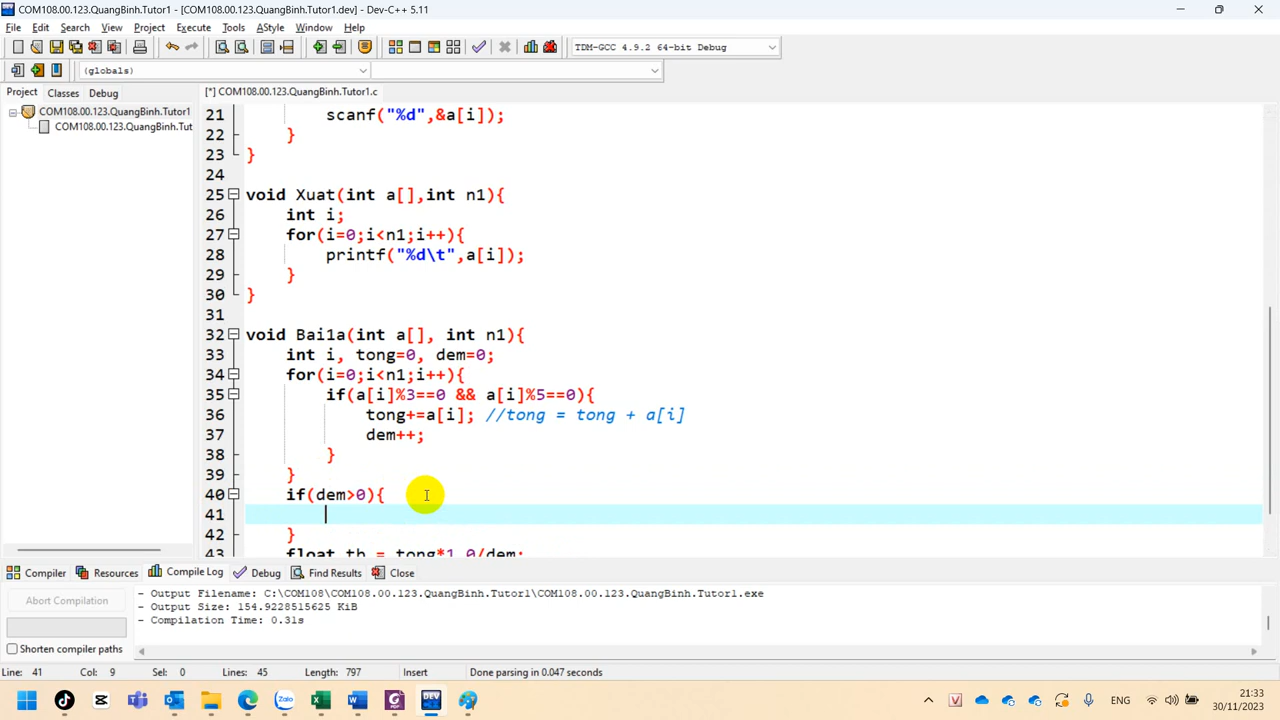 COM108.00.123.QuangBinh.Tutor1 - [COM108.00.123.QuangBinh.Tutor1.dev] - Dev-C++ 5.11
File Edit Search View Project Execute Tools AStyle Window Help
TDM-GCC 4.9.2 64-bit Debug
(globals)
Project Classes Debug
[*] COM108.00.123.QuangBinh.Tutor1.c
COM108.00.123.QuangBinh.Tutor1
COM108.00.123.QuangBinh.Tut
21 scanf("%d",&a[i]);
22 }
23 }
24
25 void Xuat(int a[],int n1){
26 int i;
27 for(i=0;i<n1;i++){
28 printf("%d\t",a[i]);
29 }
30 }
31
32 void Bai1a(int a[], int n1){
33 int i, tong=0, dem=0;
34 for(i=0;i<n1;i++){
35 if(a[i]%3==0 && a[i]%5==0){
36 tong+=a[i]; //tong = tong + a[i]
37 dem++;
38 }
39 }
40 if(dem>0){
41
42 }
43 float tb = tong*1.0/dem;
Compiler Resources Compile Log Debug Find Results Close
Abort Compilation
Shorten compiler paths
- Output Filename: C:\COM108\COM108.00.123.QuangBinh.Tutor1\COM108.00.123.QuangBinh.Tutor1.exe
- Output Size: 154.9228515625 KiB
- Compilation Time: 0.31s
Line: 41 Col: 9 Sel: 0 Lines: 45 Length: 797 Insert Done parsing in 0.047 seconds
ENG
21:33
30/11/2023